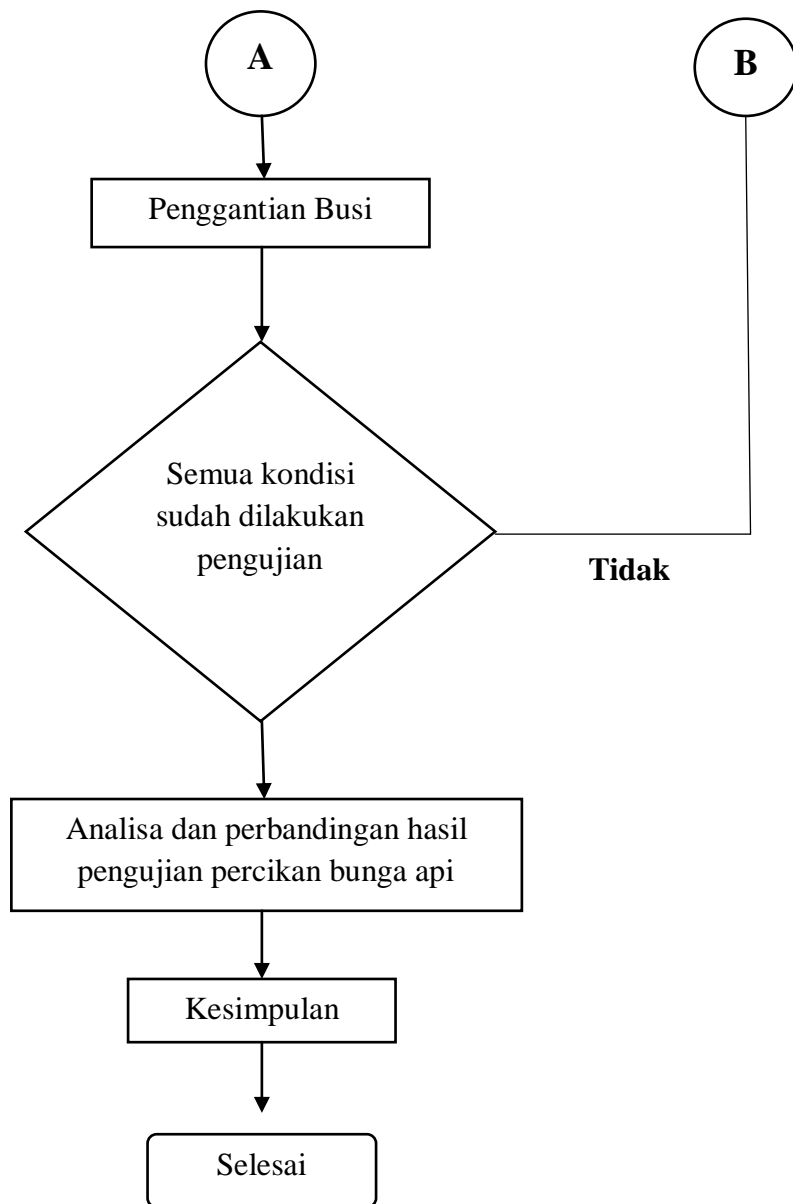 A
B
Penggantian Busi
Semua kondisi
sudah dilakukan
pengujian
Tidak
Analisa dan perbandingan hasil
pengujian percikan bunga api
Kesimpulan
Selesai